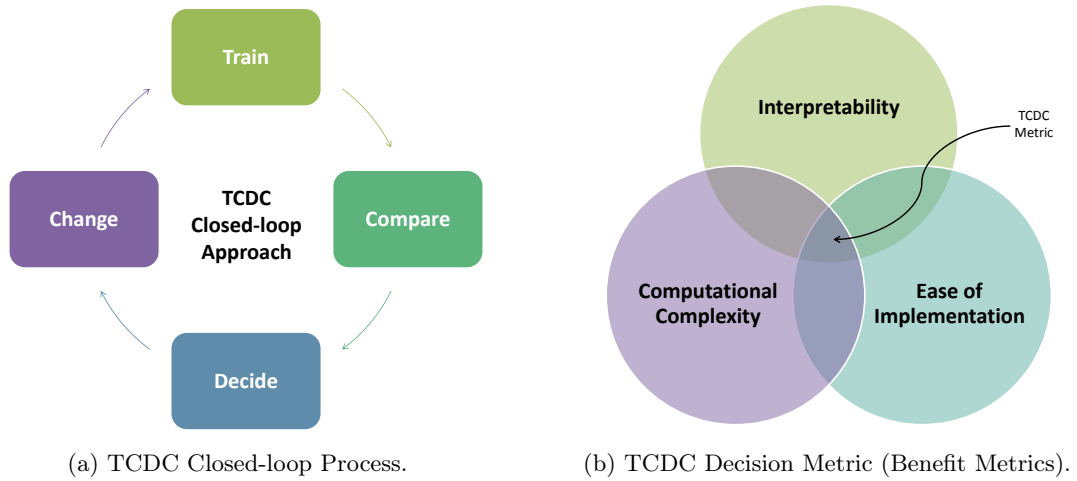 Train
Change
TCDC
Closed-loop
Approach
Compare
Decide
(a) TCDC Closed-loop Process.
Interpretability
TCDC
Metric
Computational
Complexity
Ease of
Implementation
(b) TCDC Decision Metric (Benefit Metrics).